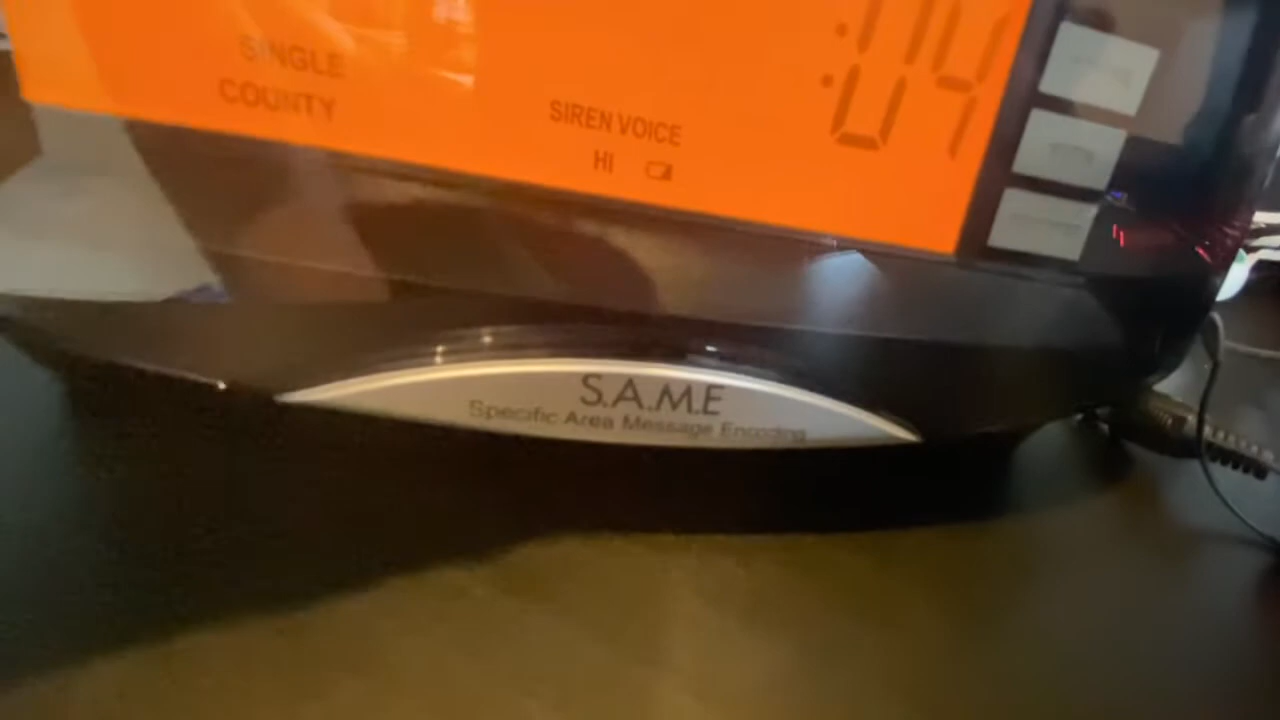 SINGLE
COUNTY
SIREN VOICE
HI
:04
S.A.M.E
Specific Area Message Encoding